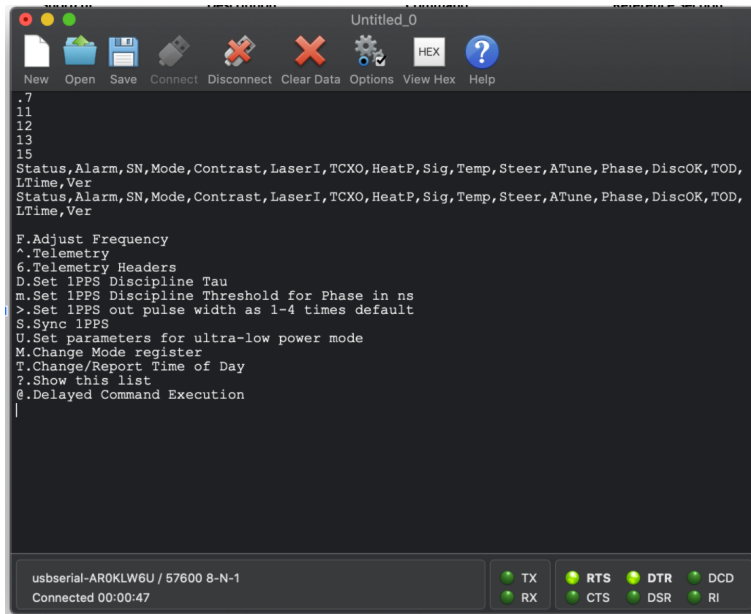 Untitled_0
New Open Save Connect Disconnect Clear Data Options View Hex Help
HEX
?
.7
11
12
13
15
Status,Alarm,SN,Mode,Contrast,LaserI,TCXO,HeatP,Sig,Temp,Steer,ATune,Phase,DiscOK,TOD,
LTime,Ver
Status,Alarm,SN,Mode,Contrast,LaserI,TCXO,HeatP,Sig,Temp,Steer,ATune,Phase,DiscOK,TOD,
LTime,Ver
F.Adjust Frequency
^.Telemetry
6.Telemetry Headers
D.Set 1PPS Discipline Tau
m.Set 1PPS Discipline Threshold for Phase in ns
>.Set 1PPS out pulse width as 1-4 times default
S.Sync 1PPS
U.Set parameters for ultra-low power mode
M.Change Mode register
T.Change/Report Time of Day
?.Show this list
@.Delayed Command Execution
usbserial-AR0KLW6U / 57600 8-N-1
Connected 00:00:47
TX RTS DTR DCD
RX CTS DSR RI